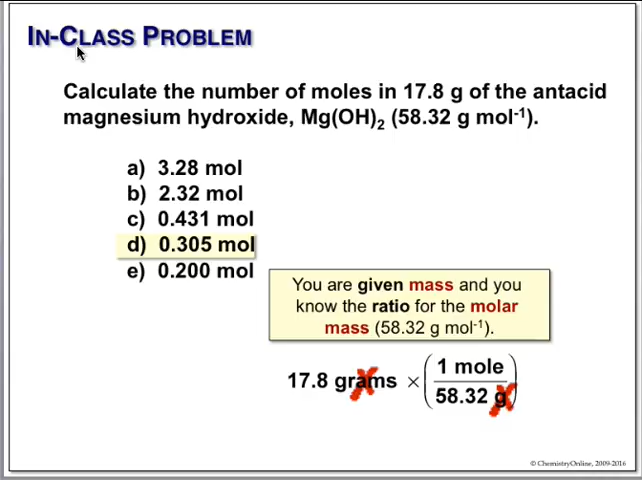 IN-CLASS PROBLEM
Calculate the number of moles in 17.8 g of the antacid
magnesium hydroxide, Mg(OH)₂ (58.32 g mol⁻¹).
a) 3.28 mol
b) 2.32 mol
c) 0.431 mol
d) 0.305 mol
e) 0.200 mol
You are given mass and you
know the ratio for the molar
mass (58.32 g mol⁻¹).
17.8 grams × (1 mole
58.32 g)
© ChemistryOnline, 2009-2016